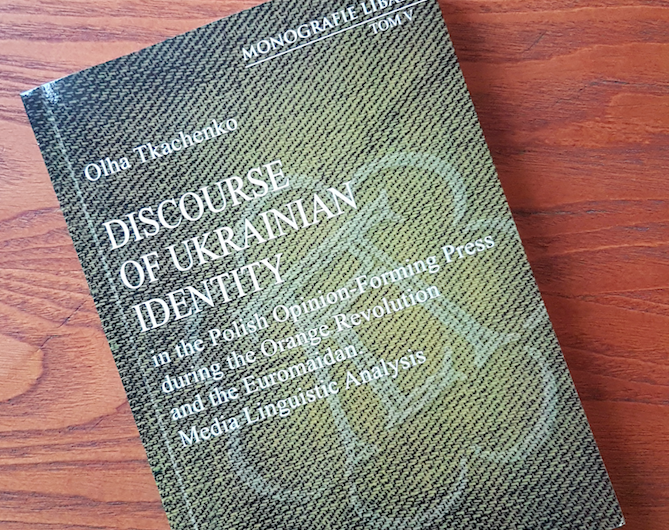 MONOGRAFIE
TOM V
Olha Tkachenko
DISCOURSE
OF UKRAINIAN
IDENTITY
in the Polish Opinion-Forming Press
during the Orange Revolution
and the Euromaidan.
Media Linguistic Analysis